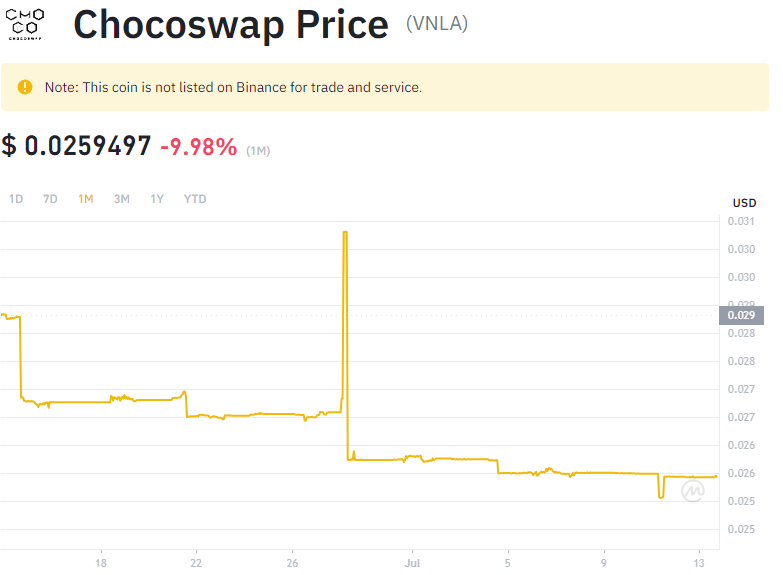 CHO
CO
CHOCOSWAP
Chocoswap Price (VNLA)
Note: This coin is not listed on Binance for trade and service.
$ 0.0259497 -9.98% (1M)
1D 7D 1M 3M 1Y YTD
USD
0.031
0.030
0.030
0.029
0.029
0.028
0.028
0.027
0.027
0.026
0.026
0.025
0.025
18 22 26 Jul 5 9 13